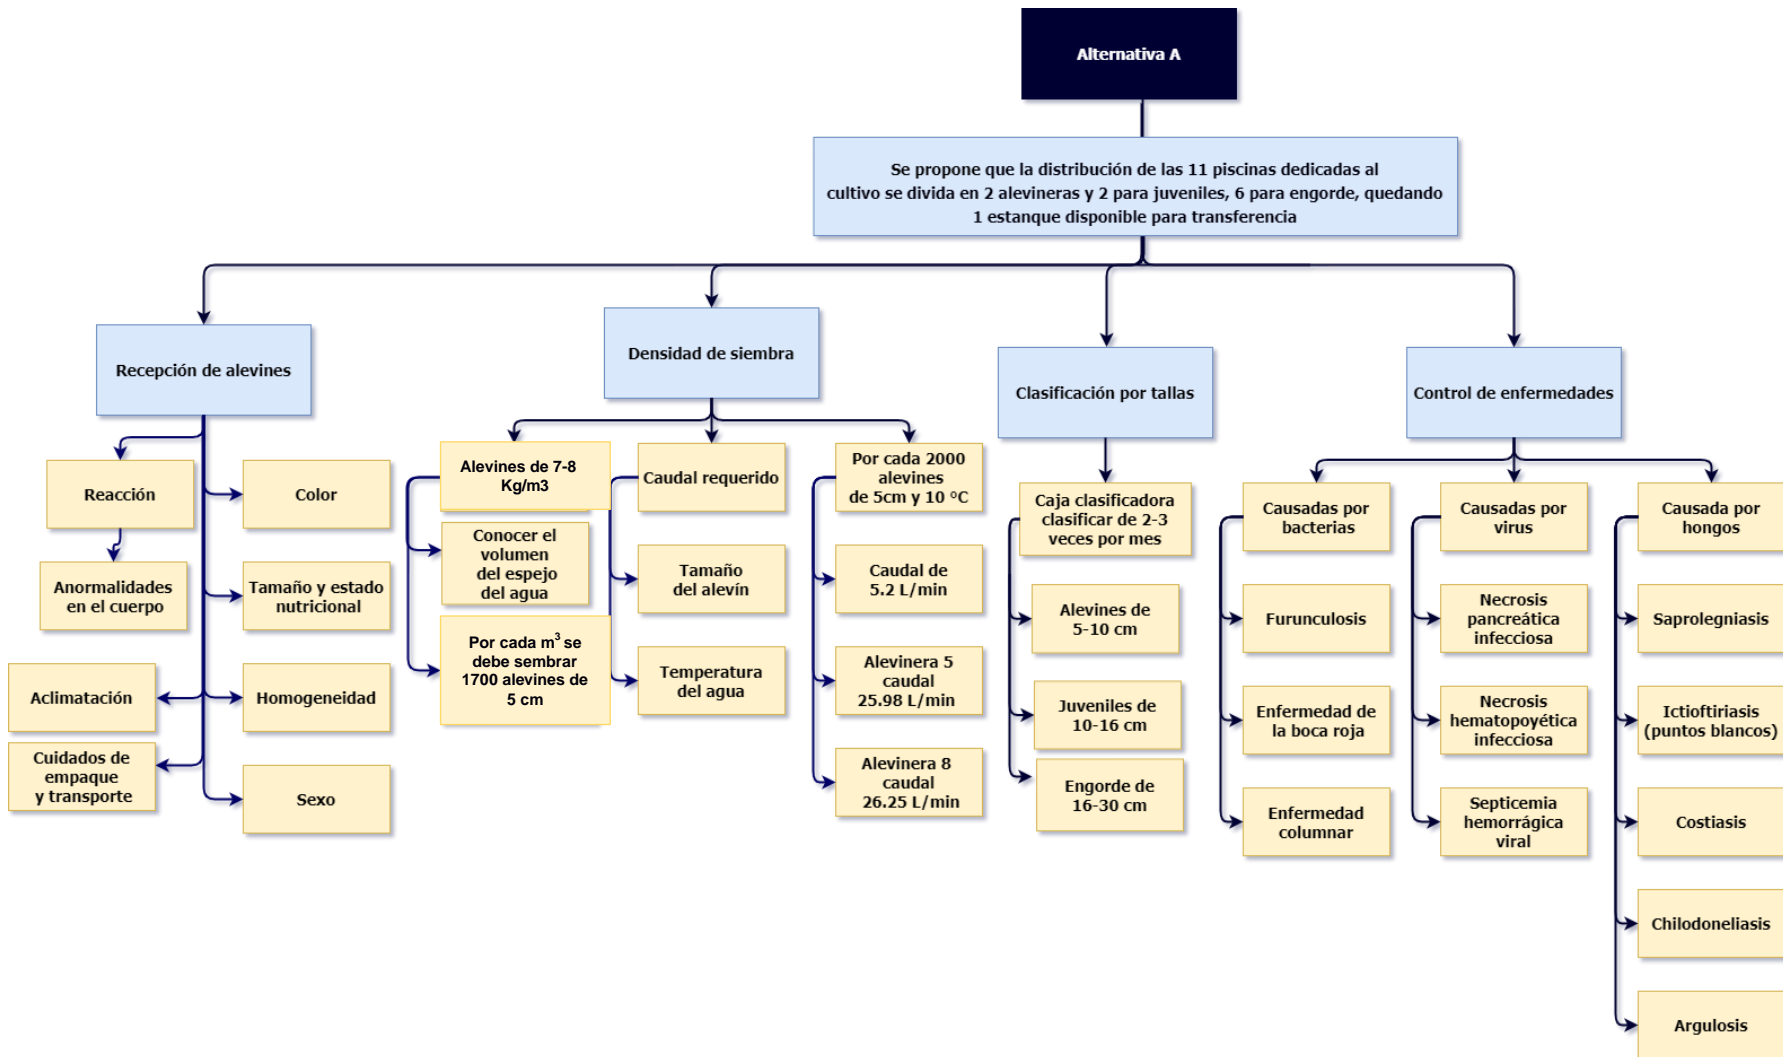 Alternativa A
Se propone que la distribución de las 11 piscinas dedicadas al
cultivo se divida en 2 alevineras y 2 para juveniles, 6 para engorde, quedando
1 estanque disponible para transferencia
Recepción de alevines
Reacción
Anormalidades
en el cuerpo
Aclimatación
Cuidados de
empaque
y transporte
Color
Tamaño y estado
nutricional
Homogeneidad
Sexo
Densidad de siembra
Alevines de 7-8
Kg/m3
Conocer el
volumen
del espejo
del agua
Por cada m³ se
debe sembrar
1700 alevines de
5 cm
Caudal requerido
Tamaño
del alevín
Temperatura
del agua
Por cada 2000
alevines
de 5cm y 10 °C
Caudal de
5.2 L/min
Alevinera 5
caudal
25.98 L/min
Alevinera 8
caudal
26.25 L/min
Clasificación por tallas
Caja clasificadora
clasificar de 2-3
veces por mes
Alevines de
5-10 cm
Juveniles de
10-16 cm
Engorde de
16-30 cm
Control de enfermedades
Causadas por
bacterias
Furunculosis
Enfermedad de
la boca roja
Enfermedad
columnar
Causadas por
virus
Necrosis
pancreática
infecciosa
Necrosis
hematopoyética
infecciosa
Septicemia
hemorrágica
viral
Causada por
hongos
Saprolegniasis
Ictioftiriasis
(puntos blancos)
Costiasis
Chilodoneliasis
Argulosis